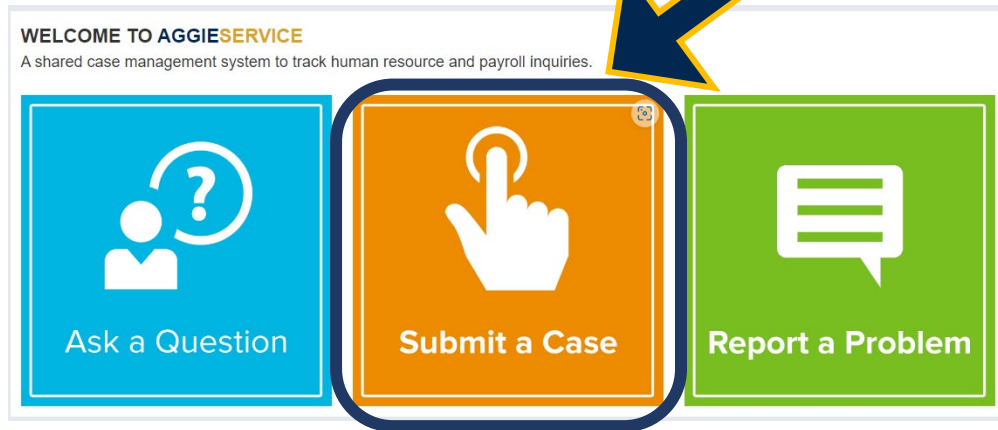 WELCOME TO AGGIESERVICE
A shared case management system to track human resource and payroll inquiries.
?
Ask a Question
Submit a Case
Report a Problem